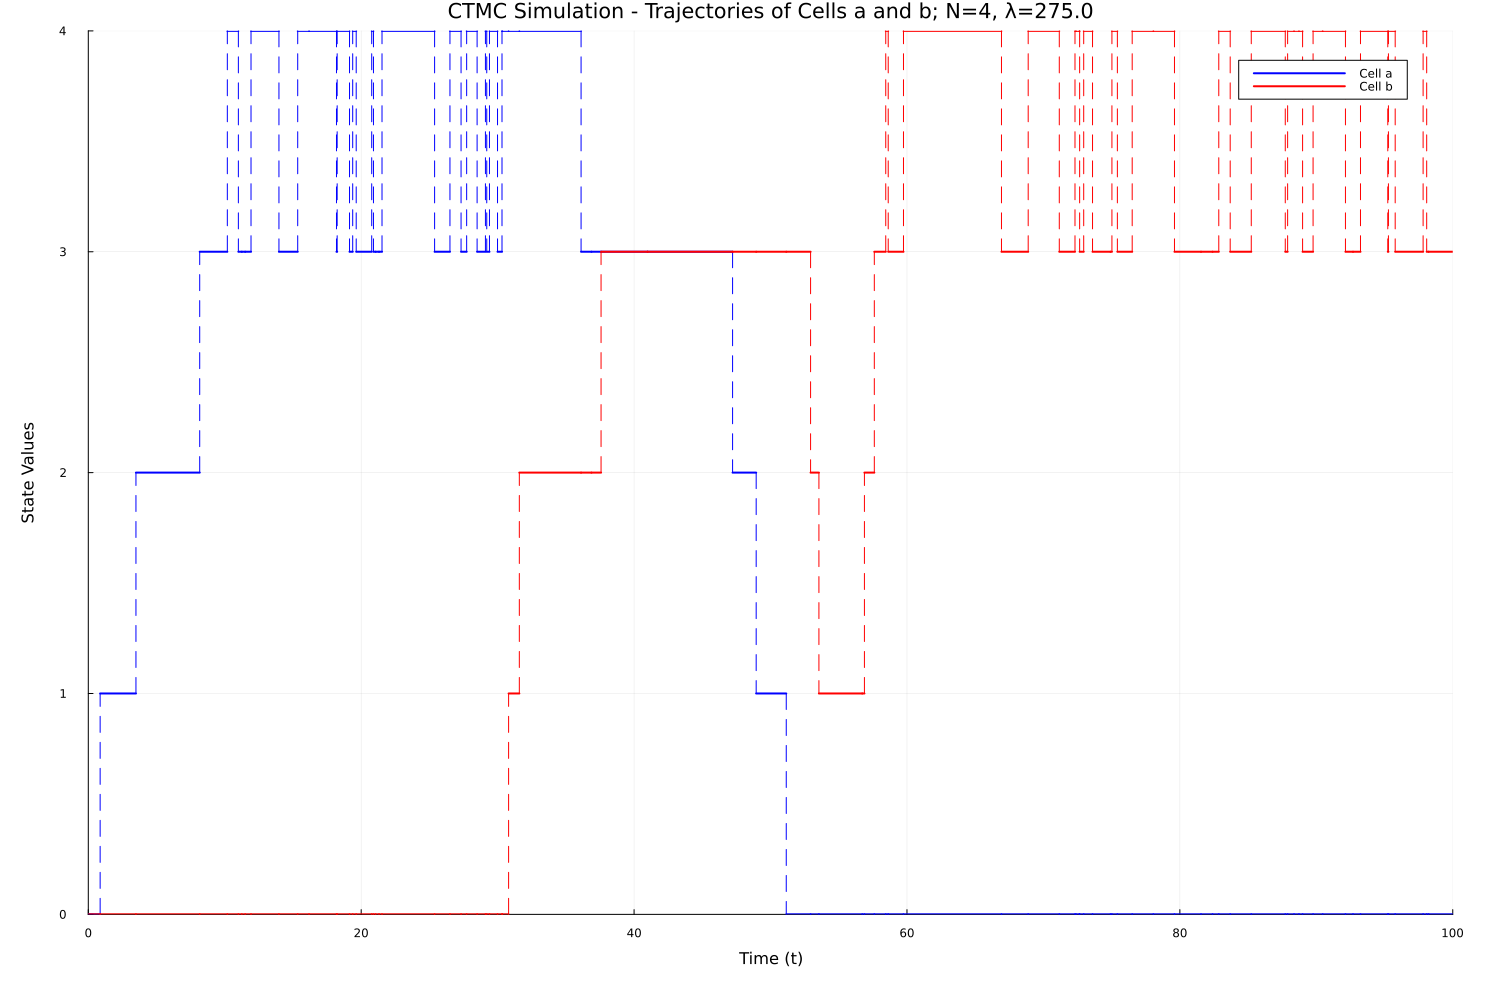 CTMC Simulation - Trajectories of Cells a and b; N=4, λ=275.0
4
Cell a
Cell b
3
State Values
2
1
0
0 20 40 60 80 100
Time (t)